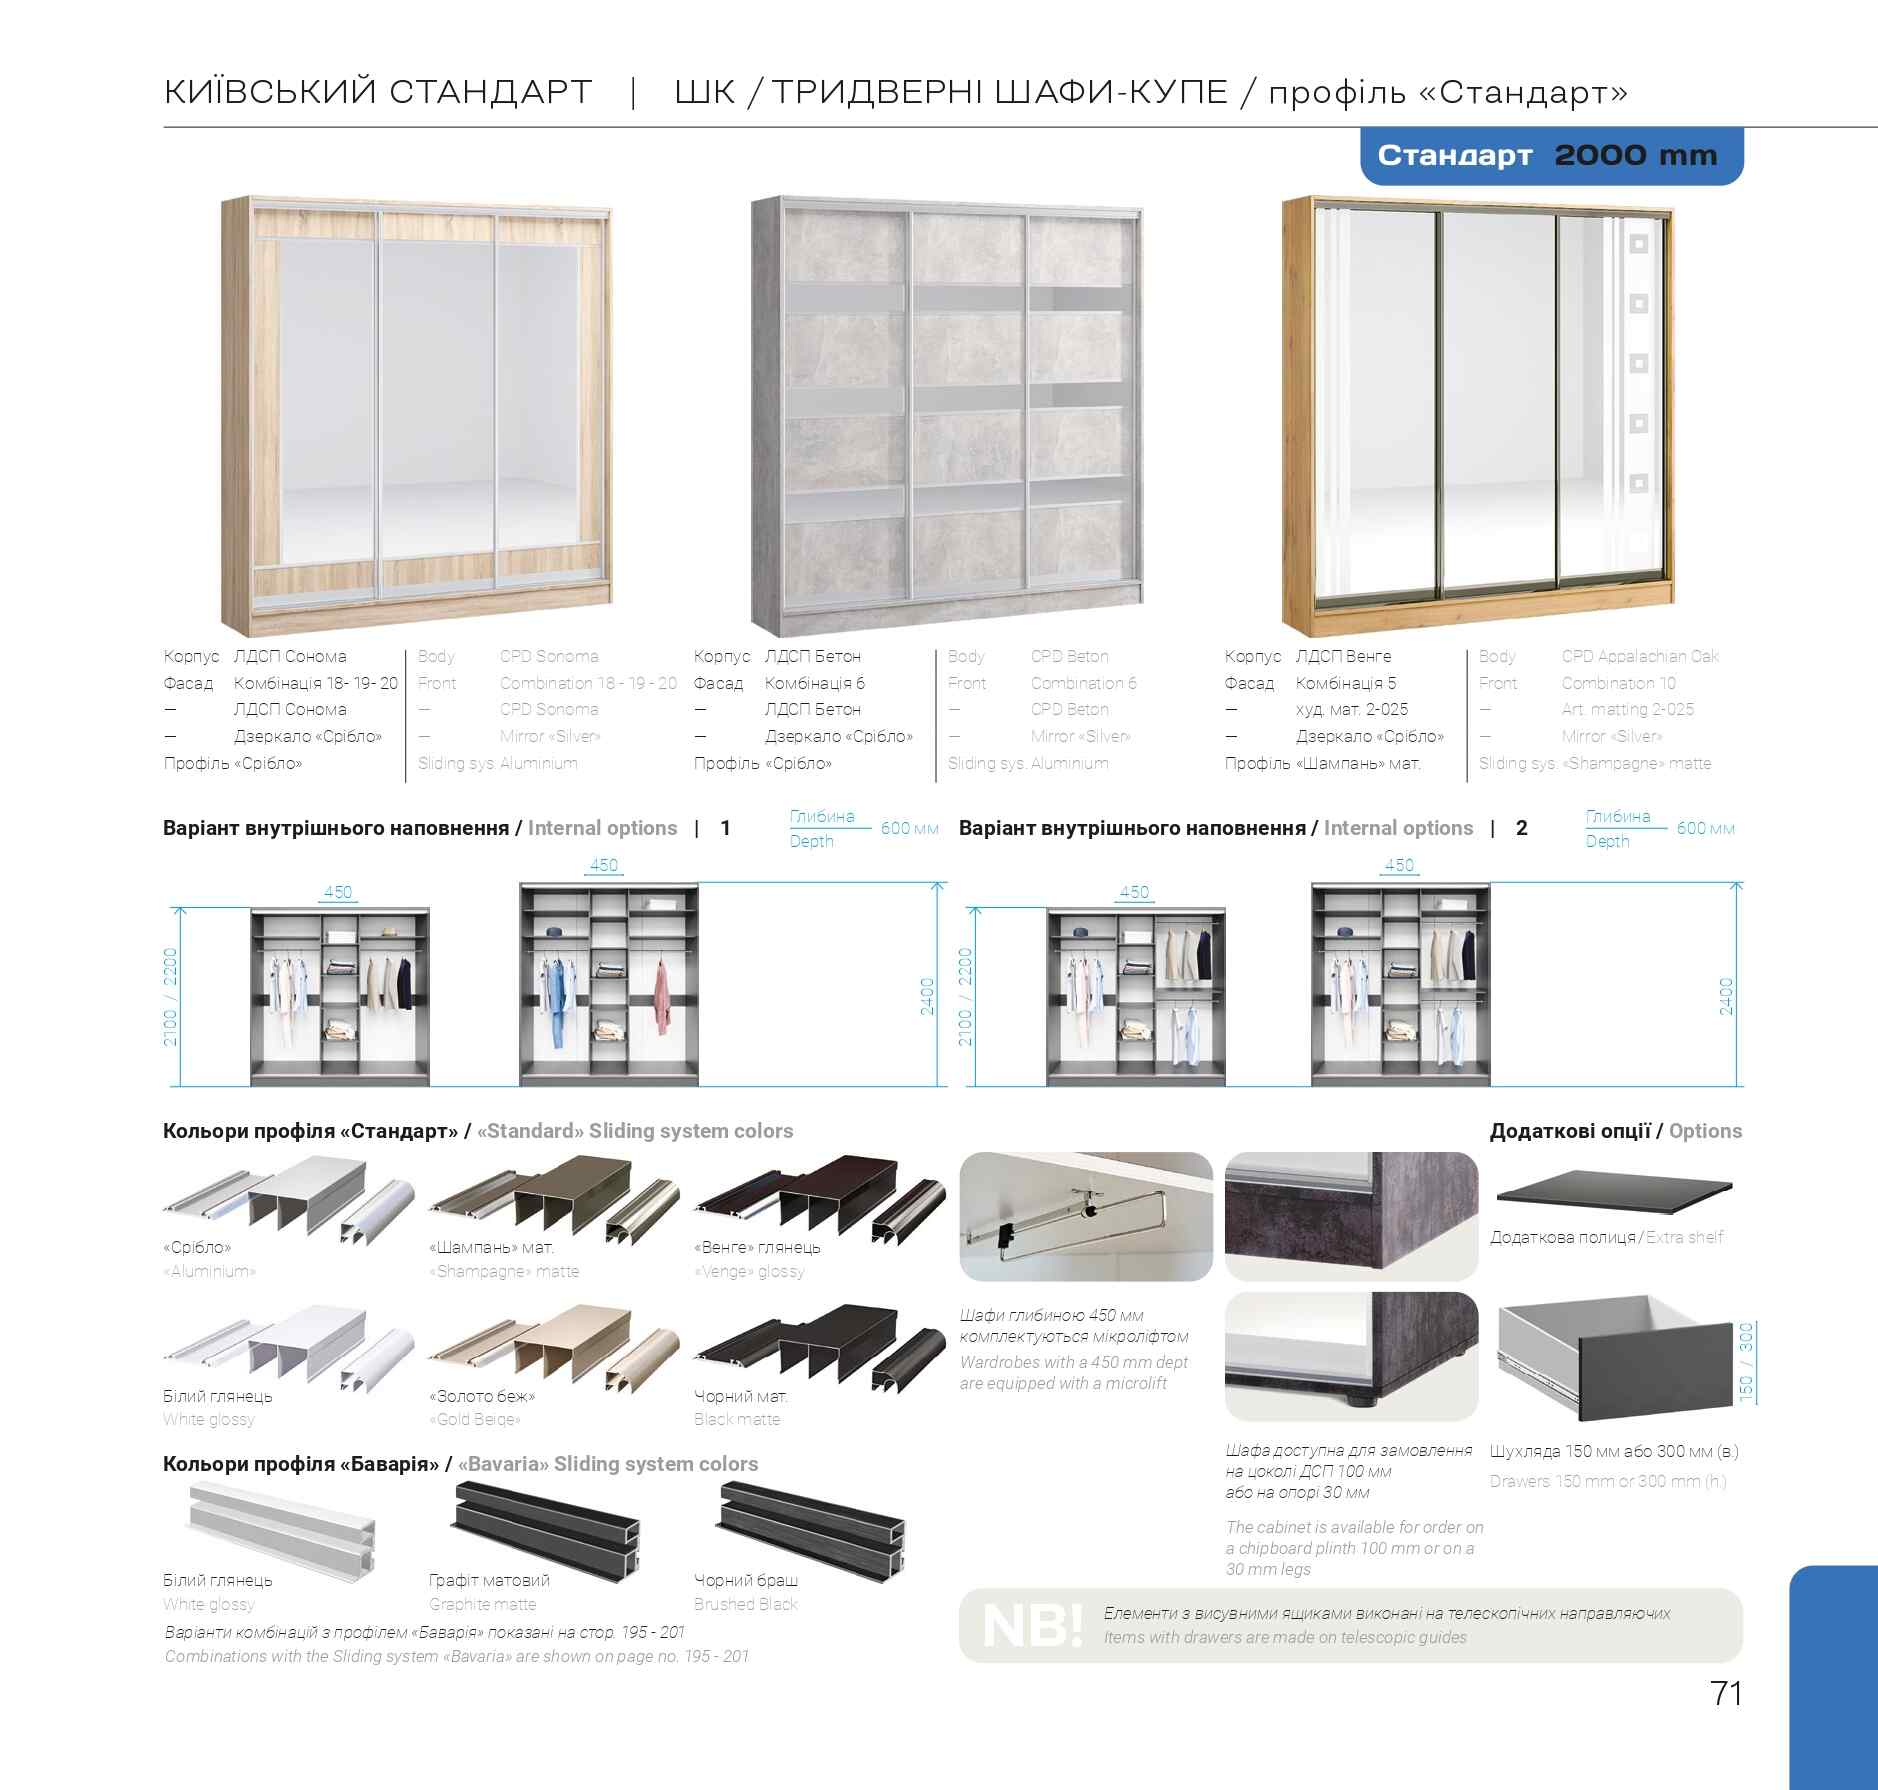 КИЇВСЬКИЙ СТАНДАРТ | ШК / ТРИДВЕРНІ ШАФИ-КУПЕ / профіль «Стандарт»
Стандарт 2000 mm
Корпус ЛДСП Сонома
Фасад Комбінація 18- 19- 20
— ЛДСП Сонома
— Дзеркало «Срібло»
Профіль «Срібло»
Body CPD Sonoma
Front Combination 18 - 19 - 20
— CPD Sonoma
— Mirror «Silver»
Sliding sys. Aluminium
Корпус ЛДСП Бетон
Фасад Комбінація 6
— ЛДСП Бетон
— Дзеркало «Срібло»
Профіль «Срібло»
Body CPD Beton
Front Combination 6
— CPD Beton
— Mirror «Silver»
Sliding sys. Aluminium
Корпус ЛДСП Венге
Фасад Комбінація 5
— худ. мат. 2-025
— Дзеркало «Срібло»
Профіль «Шампань» мат.
Body CPD Appalachian Oak
Front Combination 10
— Art. matting 2-025
— Mirror «Silver»
Sliding sys. «Shampagne» matte
Варіант внутрішнього наповнення / Internal options | 1
Глибина
Depth
600 мм
450
450
2100 / 2200
2400
Варіант внутрішнього наповнення / Internal options | 2
Глибина
Depth
600 мм
450
450
2100 / 2200
2400
Кольори профіля «Стандарт» / «Standard» Sliding system colors
«Срібло»
«Aluminium»
«Шампань» мат.
«Shampagne» matte
«Венге» глянець
«Venge» glossy
Білий глянець
White glossy
«Золото беж»
«Gold Beige»
Чорний мат.
Black matte
Кольори профіля «Баварія» / «Bavaria» Sliding system colors
Білий глянець
White glossy
Графіт матовий
Graphite matte
Чорний браш
Brushed Black
Варіанти комбінацій з профілем «Баварія» показані на стор. 195 - 201
Combinations with the Sliding system «Bavaria» are shown on page no. 195 - 201
Шафи глибиною 450 мм
комплектуються мікроліфтом
Wardrobes with a 450 mm dept
are equipped with a microlift
Шафа доступна для замовлення
на цоколі ДСП 100 мм
або на опорі 30 мм
The cabinet is available for order on
a chipboard plinth 100 mm or on a
30 mm legs
Додаткові опції / Options
Додаткова полиця / Extra shelf
150 / 300
Шухляда 150 мм або 300 мм (в.)
Drawers 150 mm or 300 mm (h.)
NB!
Елементи з висувними ящиками виконані на телескопічних направляючих
Items with drawers are made on telescopic guides
71